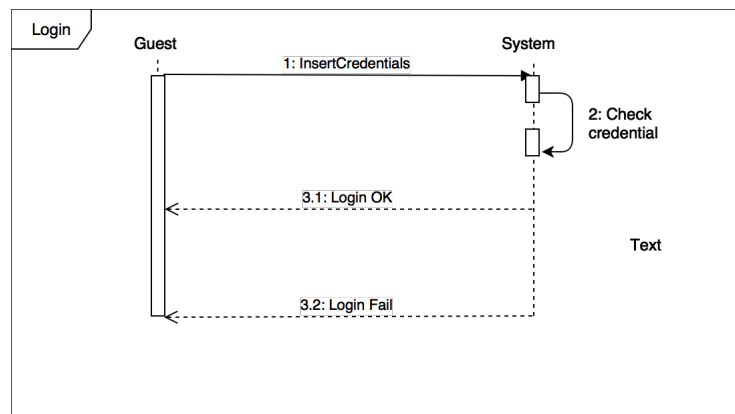 Login
Guest
System
1: InsertCredentials
2: Check
credential
3.1: Login OK
Text
3.2: Login Fail